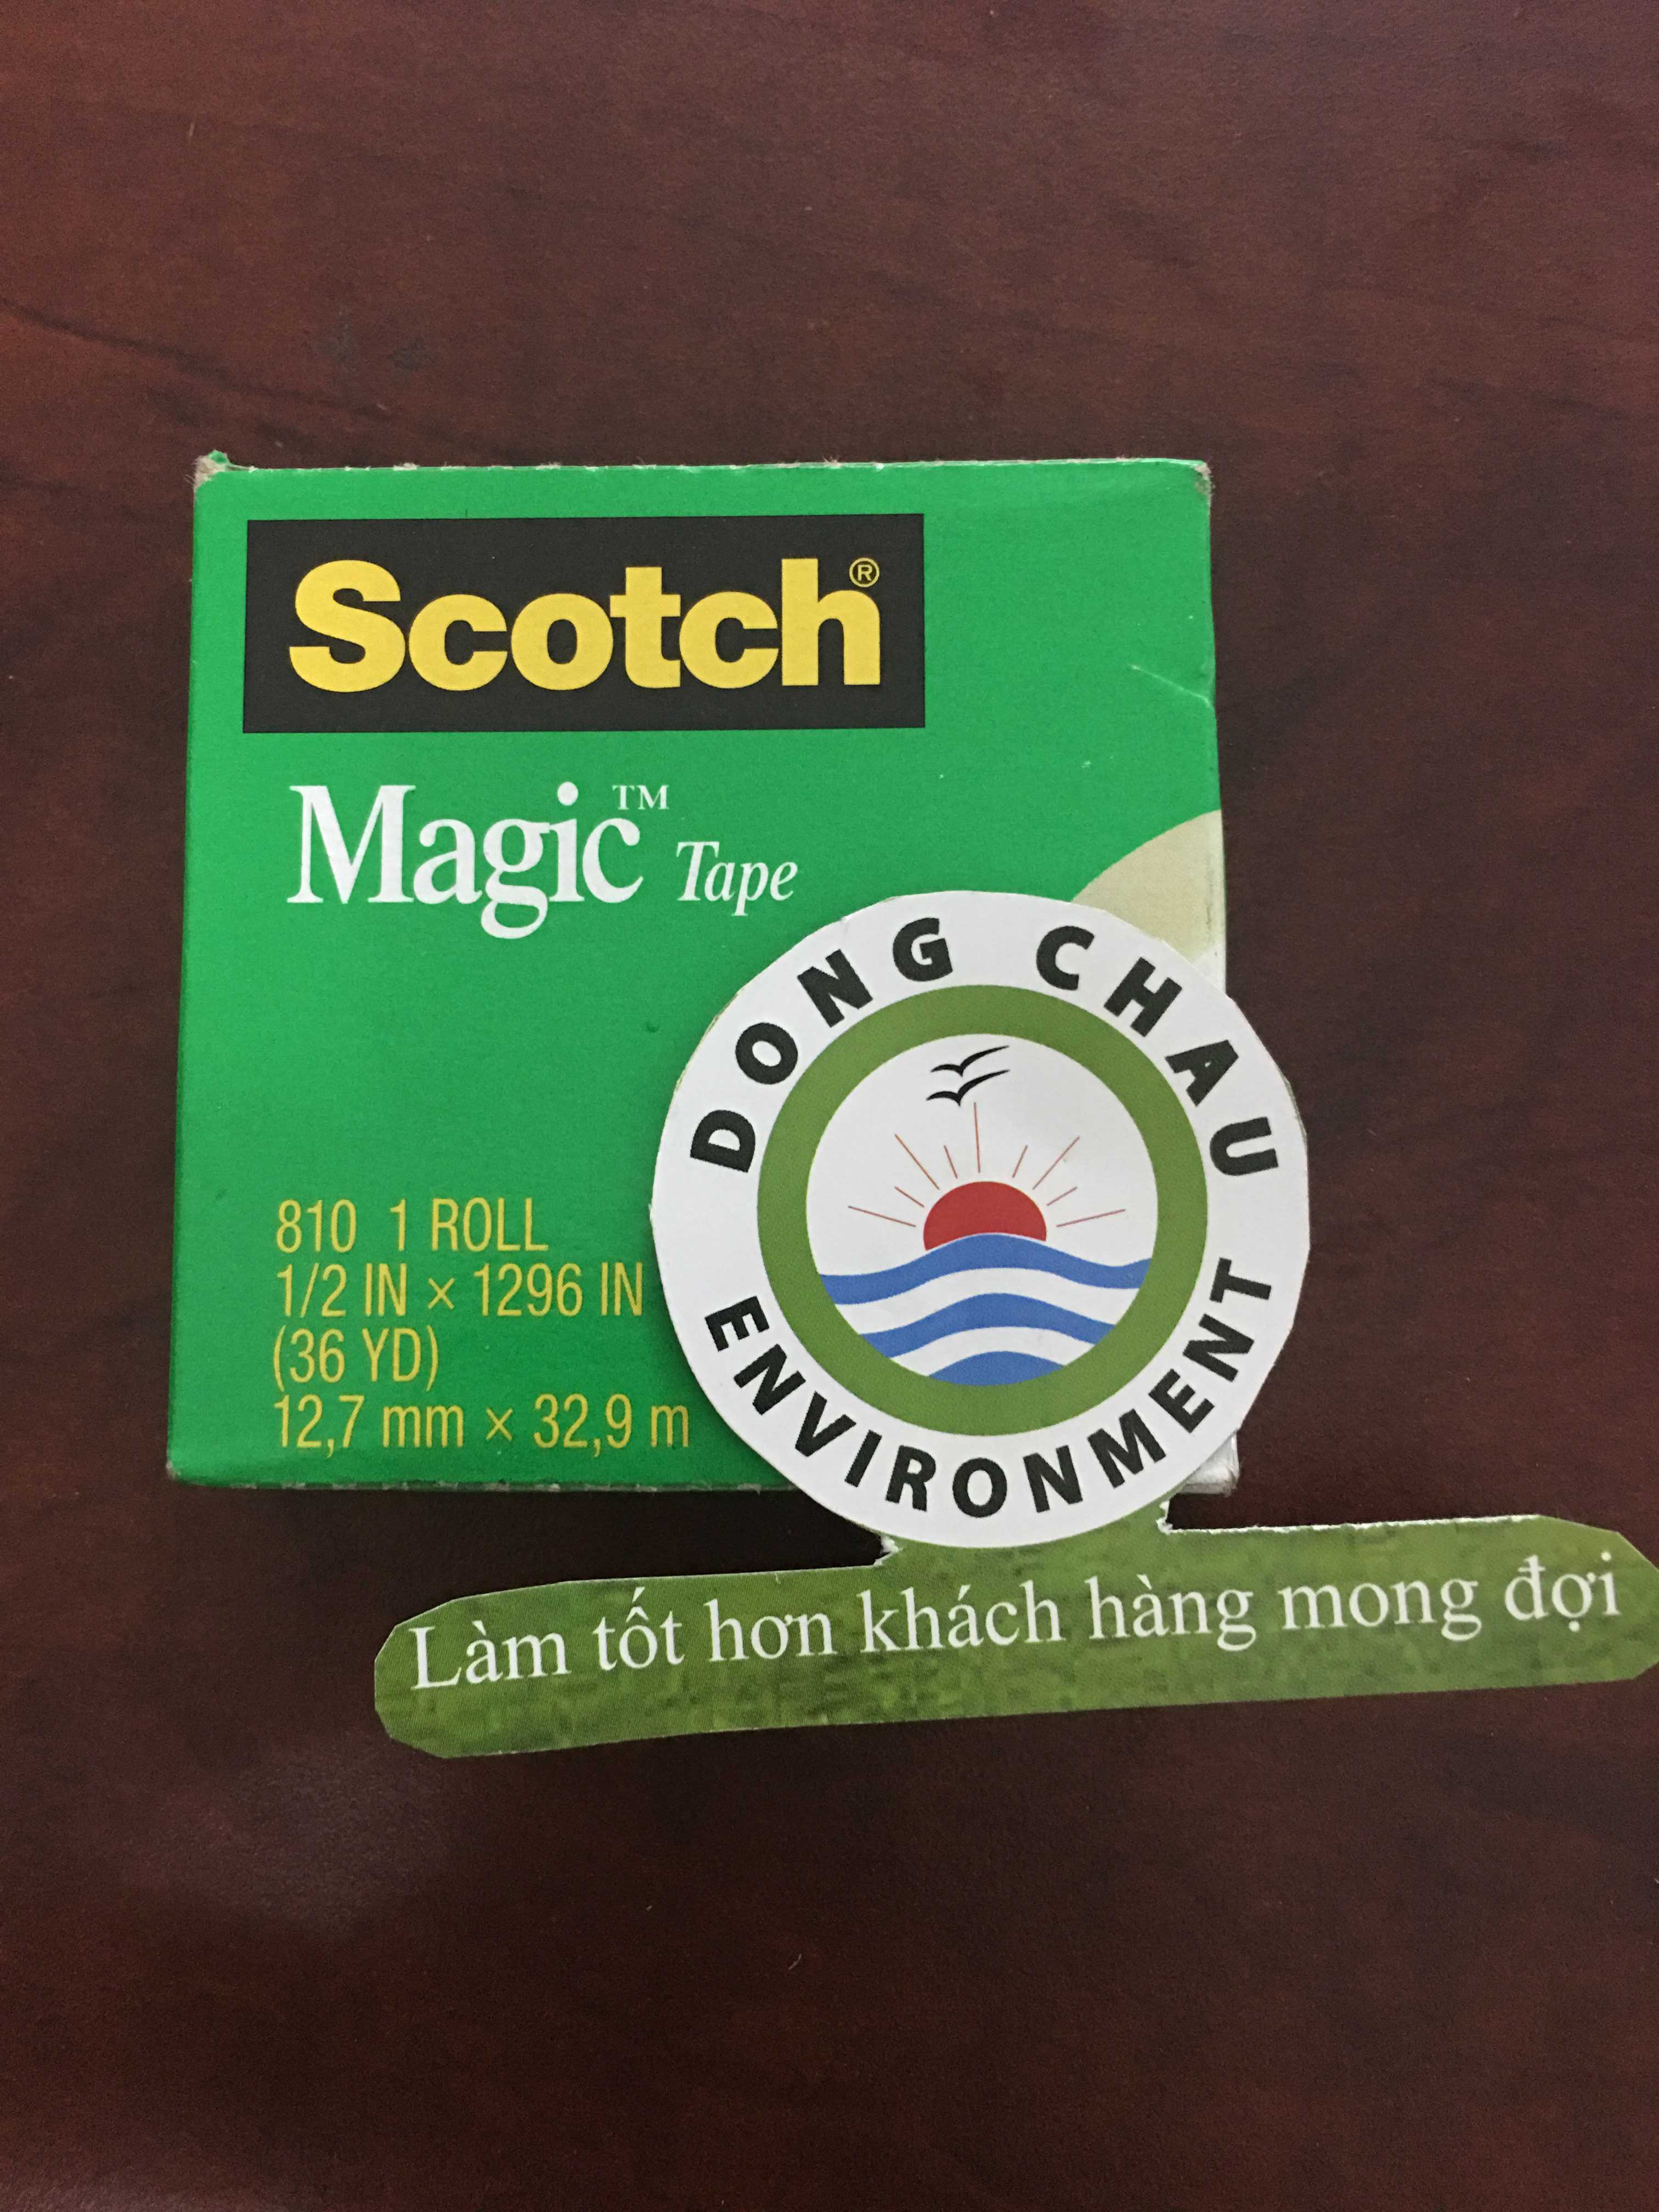 Scotch®
Magic™ Tape
810 1 ROLL
1/2 IN × 1296 IN
(36 YD)
12,7 mm × 32,9 m
DONG CHAU
ENVIRONMENT
Làm tốt hơn khách hàng mong đợi